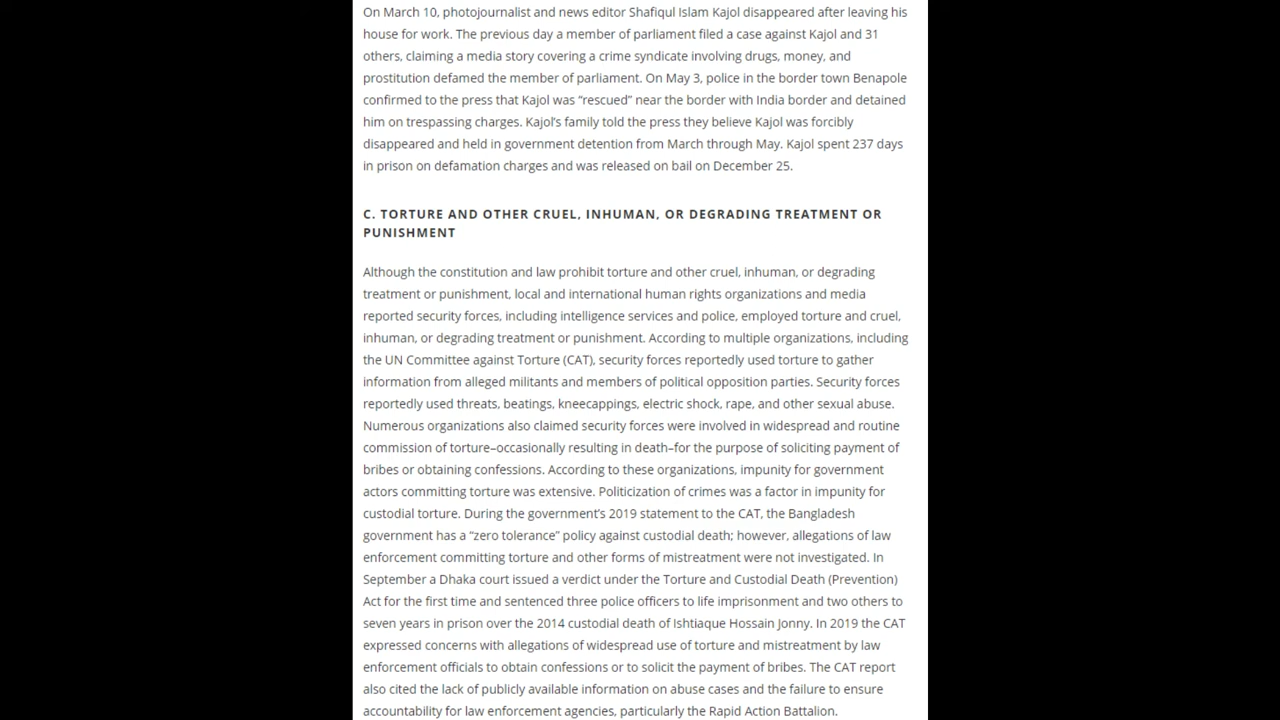 On March 10, photojournalist and news editor Shafiqul Islam Kajol disappeared after leaving his
house for work. The previous day a member of parliament filed a case against Kajol and 31
others, claiming a media story covering a crime syndicate involving drugs, money, and
prostitution defamed the member of parliament. On May 3, police in the border town Benapole
confirmed to the press that Kajol was “rescued” near the border with India border and detained
him on trespassing charges. Kajol’s family told the press they believe Kajol was forcibly
disappeared and held in government detention from March through May. Kajol spent 237 days
in prison on defamation charges and was released on bail on December 25.
C. TORTURE AND OTHER CRUEL, INHUMAN, OR DEGRADING TREATMENT OR
PUNISHMENT
Although the constitution and law prohibit torture and other cruel, inhuman, or degrading
treatment or punishment, local and international human rights organizations and media
reported security forces, including intelligence services and police, employed torture and cruel,
inhuman, or degrading treatment or punishment. According to multiple organizations, including
the UN Committee against Torture (CAT), security forces reportedly used torture to gather
information from alleged militants and members of political opposition parties. Security forces
reportedly used threats, beatings, kneecappings, electric shock, rape, and other sexual abuse.
Numerous organizations also claimed security forces were involved in widespread and routine
commission of torture–occasionally resulting in death–for the purpose of soliciting payment of
bribes or obtaining confessions. According to these organizations, impunity for government
actors committing torture was extensive. Politicization of crimes was a factor in impunity for
custodial torture. During the government’s 2019 statement to the CAT, the Bangladesh
government has a “zero tolerance” policy against custodial death; however, allegations of law
enforcement committing torture and other forms of mistreatment were not investigated. In
September a Dhaka court issued a verdict under the Torture and Custodial Death (Prevention)
Act for the first time and sentenced three police officers to life imprisonment and two others to
seven years in prison over the 2014 custodial death of Ishtiaque Hossain Jonny. In 2019 the CAT
expressed concerns with allegations of widespread use of torture and mistreatment by law
enforcement officials to obtain confessions or to solicit the payment of bribes. The CAT report
also cited the lack of publicly available information on abuse cases and the failure to ensure
accountability for law enforcement agencies, particularly the Rapid Action Battalion.